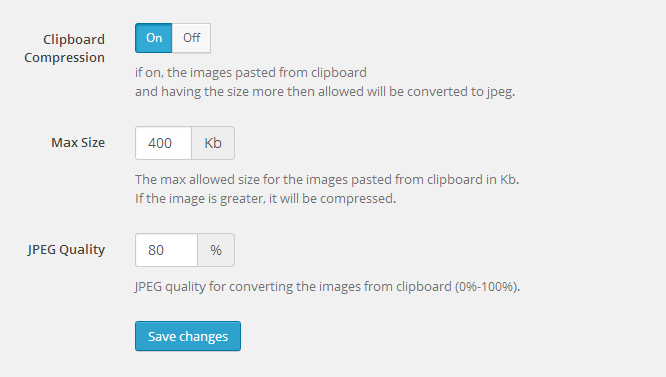 Clipboard
Compression
On Off
if on, the images pasted from clipboard
and having the size more then allowed will be converted to jpeg.
Max Size
400 Kb
The max allowed size for the images pasted from clipboard in Kb.
If the image is greater, it will be compressed.
JPEG Quality
80 %
JPEG quality for converting the images from clipboard (0%-100%).
Save changes